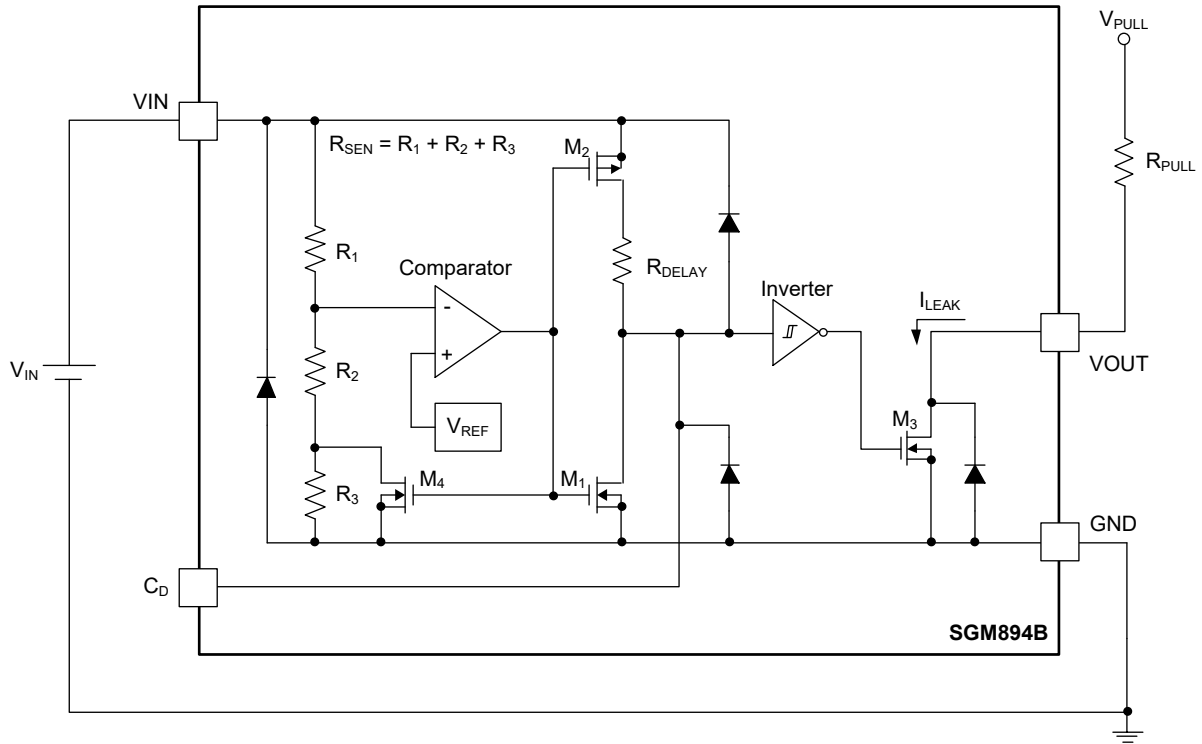 V_PULL
VIN
R_SEN = R_1 + R_2 + R_3
M_2
R_PULL
R_1
Comparator
R_DELAY
Inverter
-
I_LEAK
+
V_IN
R_2
VOUT
V_REF
M_3
R_3
M_4
M_1
GND
C_D
SGM894B